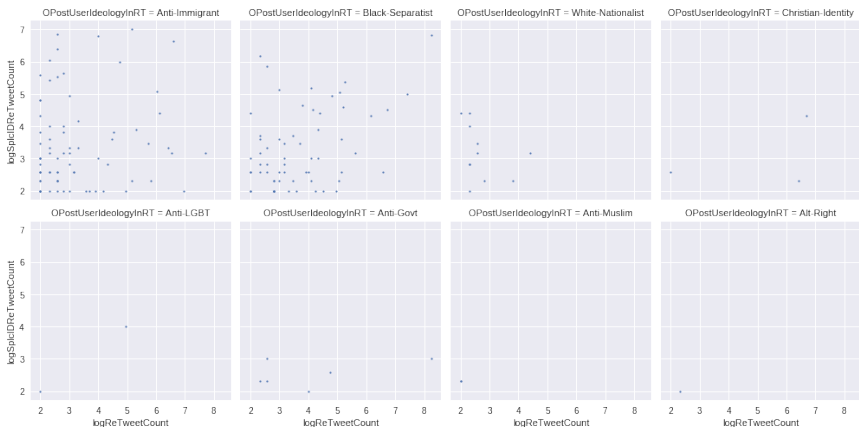 OPostUserIdeologyInRT = Anti-Immigrant
OPostUserIdeologyInRT = Black-Separatist
OPostUserIdeologyInRT = White-Nationalist
OPostUserIdeologyInRT = Christian-Identity
logSplcIDReTweetCount
7
6
5
4
3
2
OPostUserIdeologyInRT = Anti-LGBT
OPostUserIdeologyInRT = Anti-Govt
OPostUserIdeologyInRT = Anti-Muslim
OPostUserIdeologyInRT = Alt-Right
logSplcIDReTweetCount
7
6
5
4
3
2
2 3 4 5 6 7 8
2 3 4 5 6 7 8
2 3 4 5 6 7 8
2 3 4 5 6 7 8
logReTweetCount
logReTweetCount
logReTweetCount
logReTweetCount